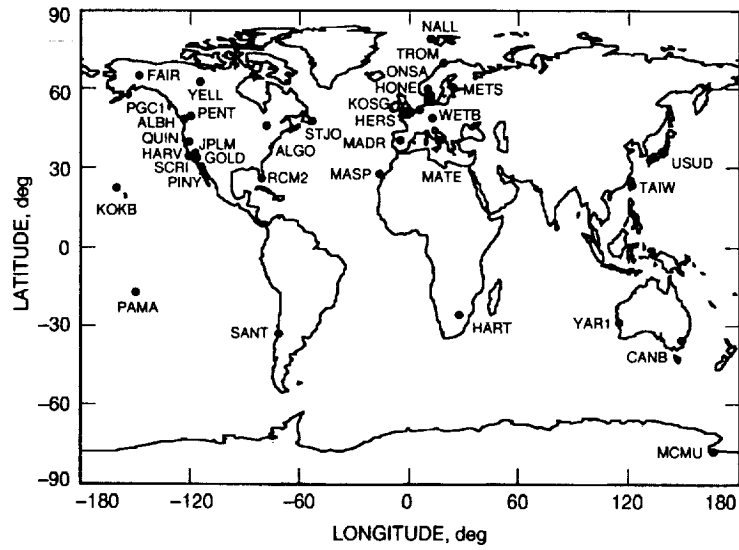 90
NALL
TROM
FAIR
ONSA
HONE
METS
60
YELL
KOSG
PGC1
PENT
HERS
WETB
ALBH
STJO
QUIN
JPLM
ALGO
MADR
HARV
GOLD
USUD
30
SCRI
RCM2
MASP
MATE
PINY
TAIW
KOKB
0
PAMA
–30
SANT
HART
YAR1
CANB
–60
MCMU
–90
–180
–120
–60
0
60
120
180
LATITUDE, deg
LONGITUDE, deg